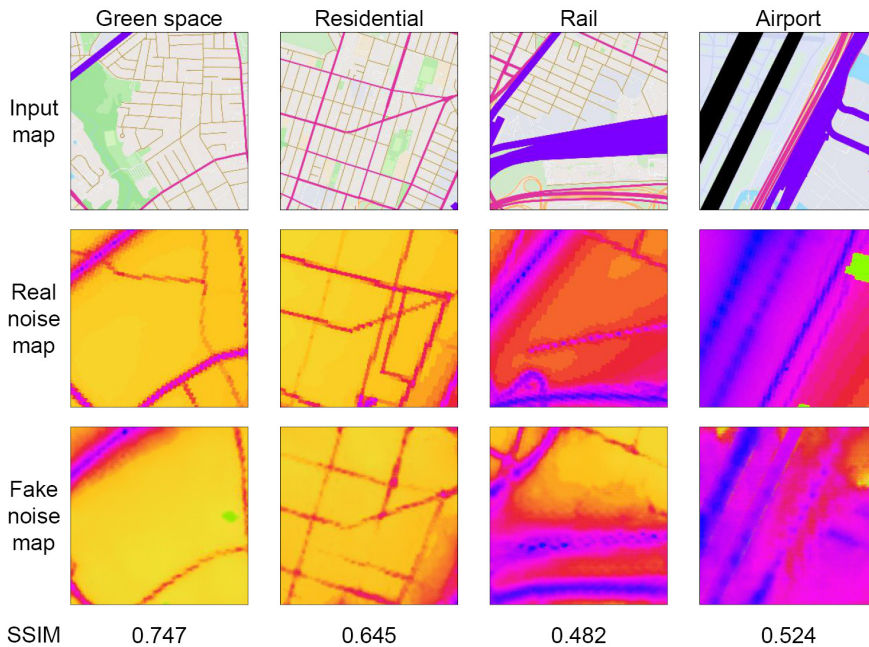 Green space Residential Rail Airport
Input
map
Real
noise
map
Fake
noise
map
SSIM 0.747 0.645 0.482 0.524